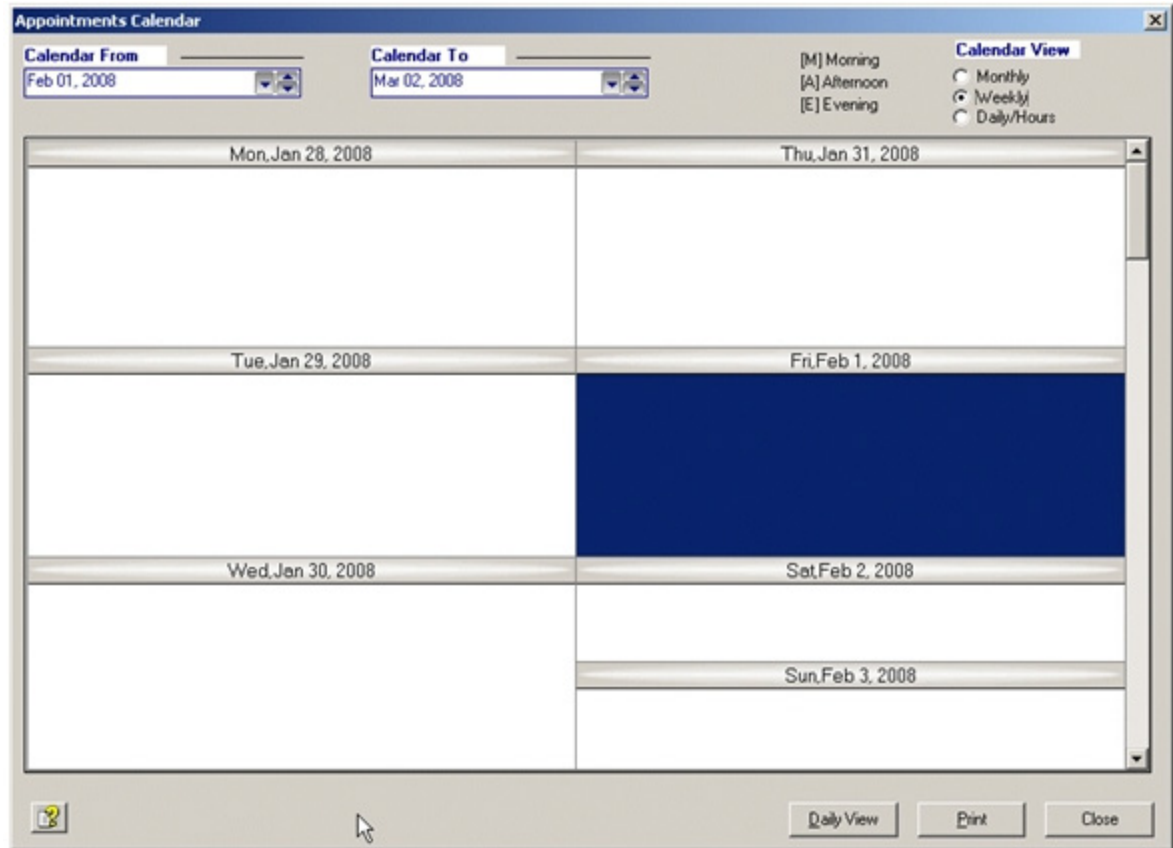 Appointments Calendar
Calendar From
Feb 01, 2008
Calendar To
Mar 02, 2008
[M] Morning
[A] Afternoon
[E] Evening
Calendar View
Monthly
Weekly
Daily/Hours
Mon,Jan 28, 2008
Thu,Jan 31, 2008
Tue,Jan 29, 2008
Fri,Feb 1, 2008
Wed,Jan 30, 2008
Sat,Feb 2, 2008
Sun,Feb 3, 2008
Daily View
Print
Close